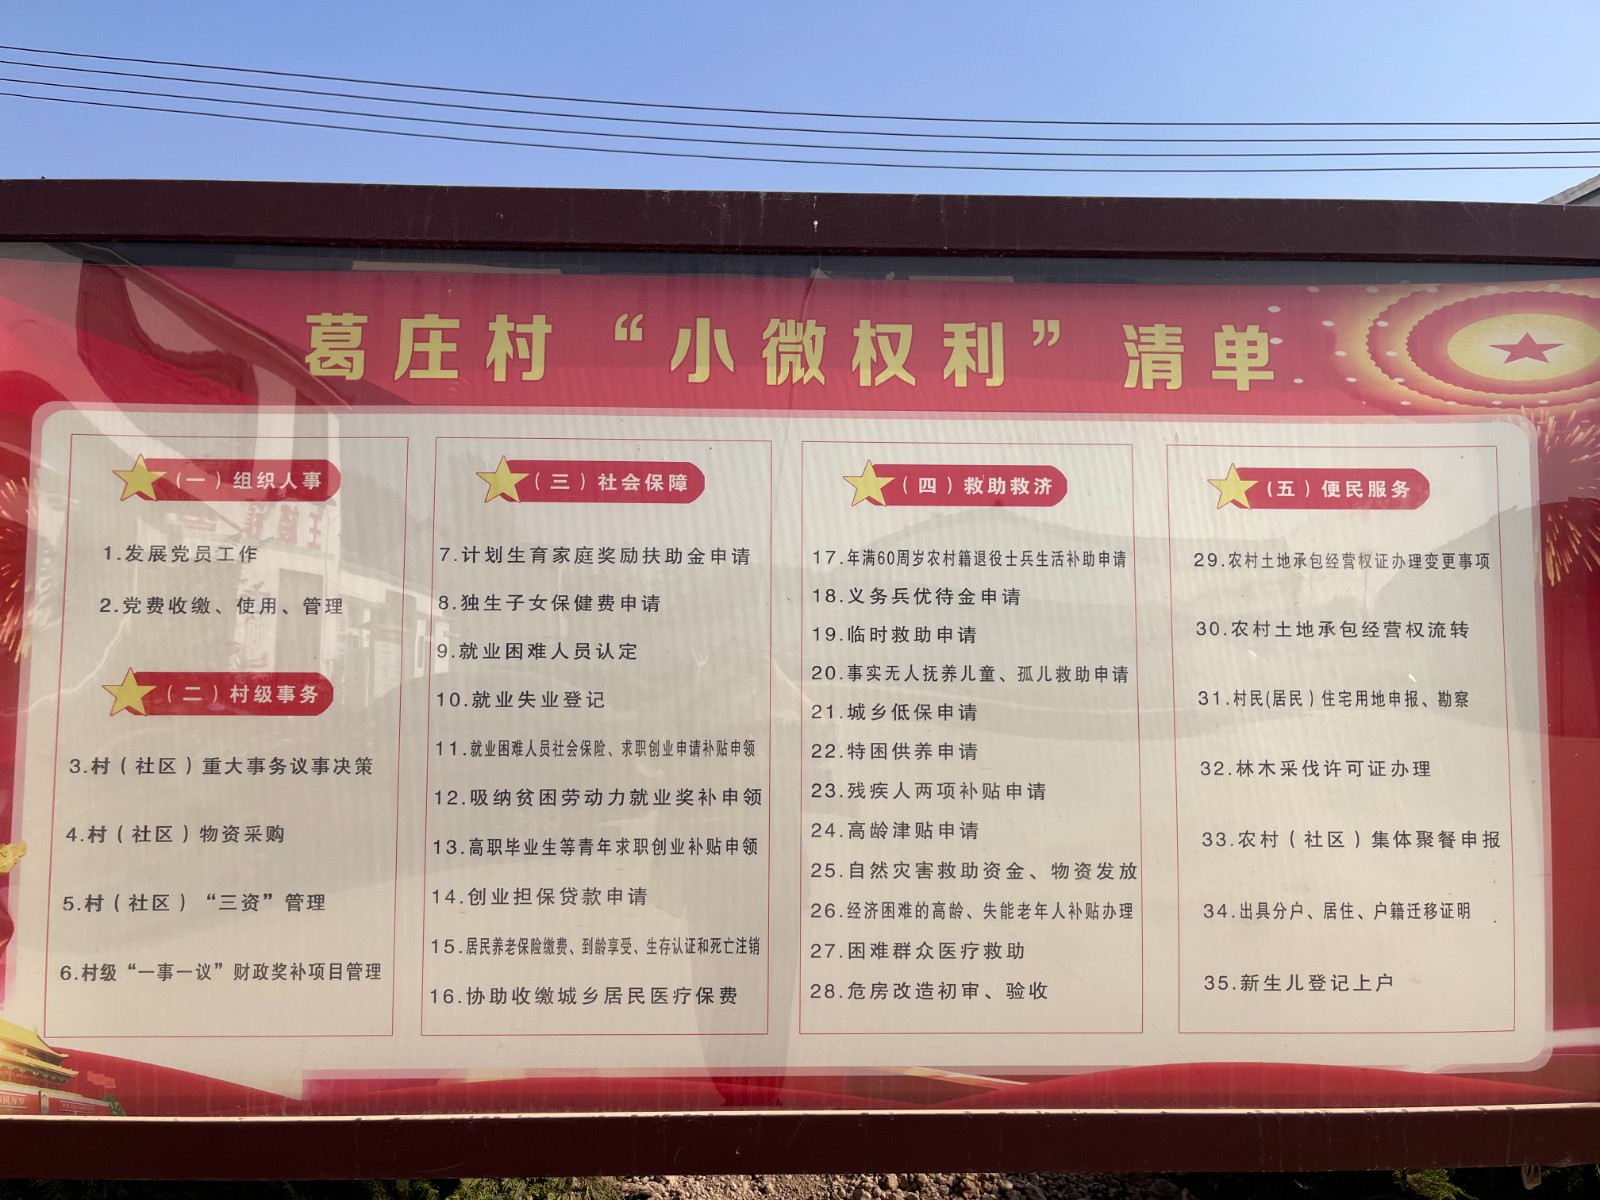 葛庄村“小微权利”清单
（一）组织人事
1.发展党员工作
2.党费收缴、使用、管理
（二）村级事务
3.村（社区）重大事务议事决策
4.村（社区）物资采购
5.村（社区）“三资”管理
6.村级“一事一议”财政奖补项目管理
（三）社会保障
7.计划生育家庭奖励扶助金申请
8.独生子女保健费申请
9.就业困难人员认定
10.就业失业登记
11.就业困难人员社会保险、求职创业申请补贴申领
12.吸纳贫困劳动力就业奖补申领
13.高职毕业生等青年求职创业补贴申领
14.创业担保贷款申请
15.居民养老保险缴费、到龄享受、生存认证和死亡注销
16.协助收缴城乡居民医疗保费
（四）救助救济
17.年满60周岁农村籍退役士兵生活补助申请
18.义务兵优待金申请
19.临时救助申请
20.事实无人抚养儿童、孤儿救助申请
21.城乡低保申请
22.特困供养申请
23.残疾人两项补贴申请
24.高龄津贴申请
25.自然灾害救助资金、物资发放
26.经济困难的高龄、失能老年人补贴办理
27.困难群众医疗救助
28.危房改造初审、验收
（五）便民服务
29.农村土地承包经营权证办理变更事项
30.农村土地承包经营权流转
31.村民(居民）住宅用地申报、勘察
32.林木采伐许可证办理
33.农村（社区）集体聚餐申报
34.出具分户、居住、户籍迁移证明
35.新生儿登记上户